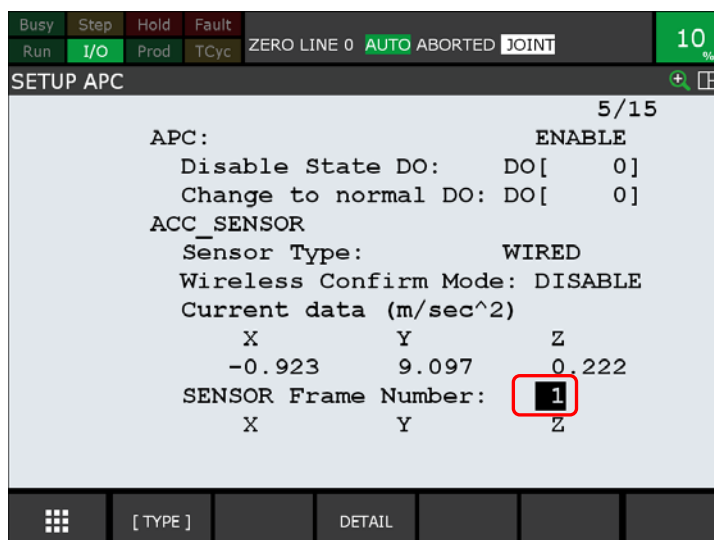 Busy Step Hold Fault
Run I/O Prod TCyc ZERO LINE 0 AUTO ABORTED JOINT 10 %
SETUP APC
5/15
APC: ENABLE
Disable State DO: DO[ 0]
Change to normal DO: DO[ 0]
ACC_SENSOR
Sensor Type: WIRED
Wireless Confirm Mode: DISABLE
Current data (m/sec^2)
X Y Z
-0.923 9.097 0.222
SENSOR Frame Number: 1
X Y Z
[ TYPE ] DETAIL